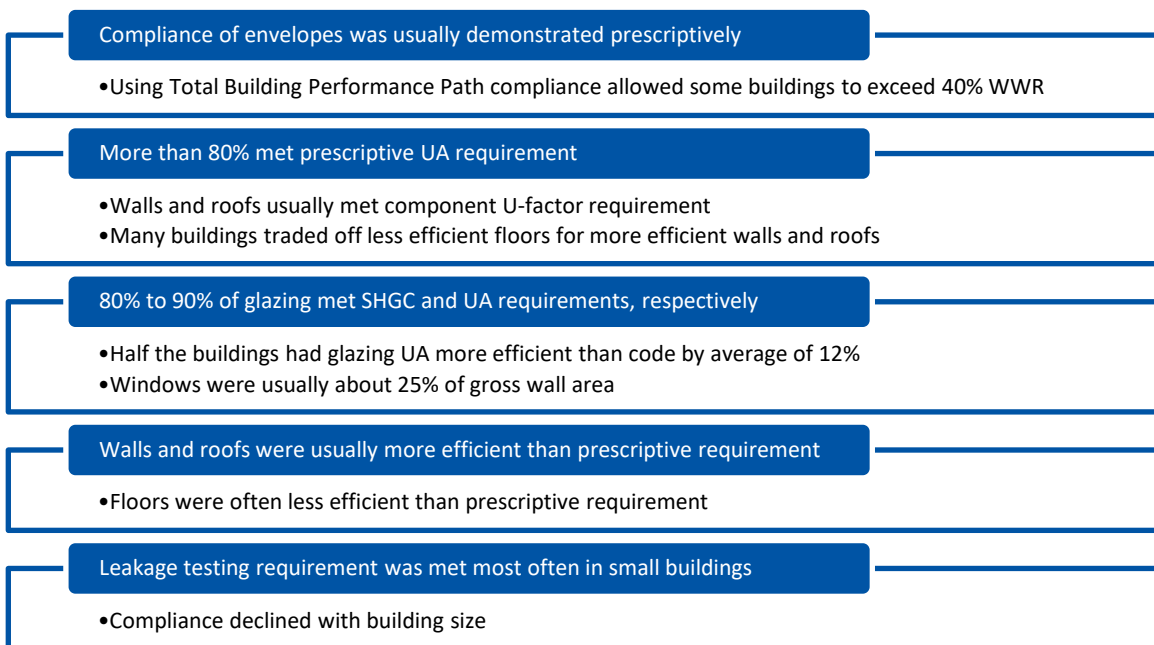 Compliance of envelopes was usually demonstrated prescriptively
•Using Total Building Performance Path compliance allowed some buildings to exceed 40% WWR
More than 80% met prescriptive UA requirement
•Walls and roofs usually met component U-factor requirement
•Many buildings traded off less efficient floors for more efficient walls and roofs
80% to 90% of glazing met SHGC and UA requirements, respectively
•Half the buildings had glazing UA more efficient than code by average of 12%
•Windows were usually about 25% of gross wall area
Walls and roofs were usually more efficient than prescriptive requirement
•Floors were often less efficient than prescriptive requirement
Leakage testing requirement was met most often in small buildings
•Compliance declined with building size